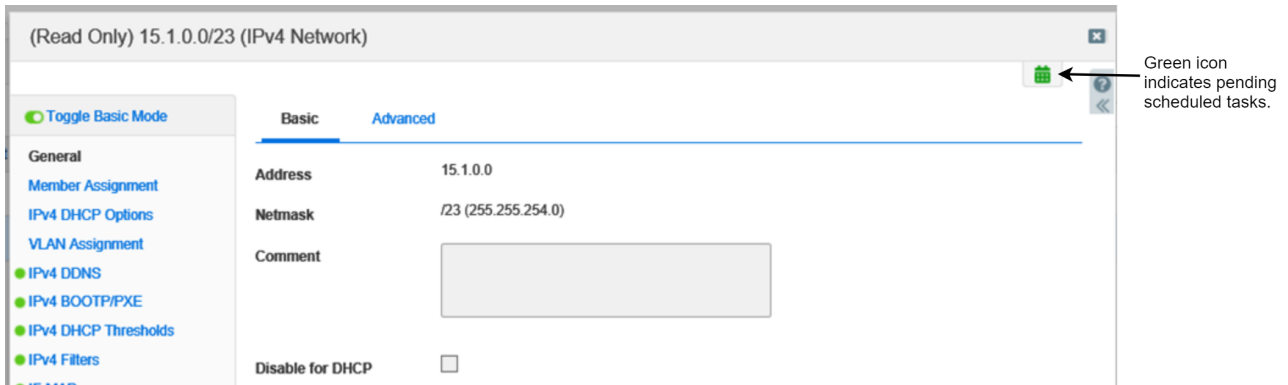 (Read Only) 15.1.0.0/23 (IPv4 Network)
Green icon
indicates pending
scheduled tasks.
Toggle Basic Mode
Basic
Advanced
General
Member Assignment
IPv4 DHCP Options
VLAN Assignment
IPv4 DDNS
IPv4 BOOTP/PXE
IPv4 DHCP Thresholds
IPv4 Filters
Address
15.1.0.0
Netmask
/23 (255.255.254.0)
Comment
Disable for DHCP